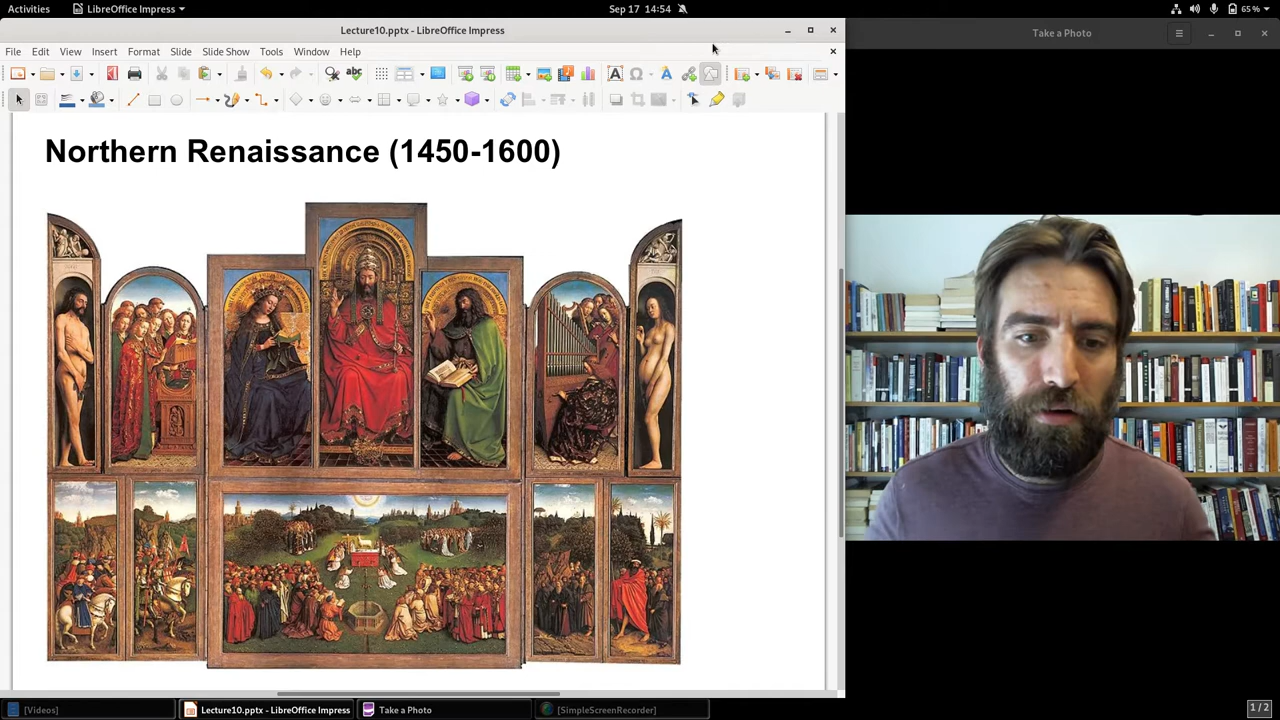 Activities
LibreOffice Impress
Sep 17 14:54
65 %
Lecture10.pptx - LibreOffice Impress
Take a Photo
File Edit View Insert Format Slide Slide Show Tools Window Help
Northern Renaissance (1450-1600)
[Videos]
Lecture10.pptx - LibreOffice Impress
Take a Photo
[SimpleScreenRecorder]
1 / 2